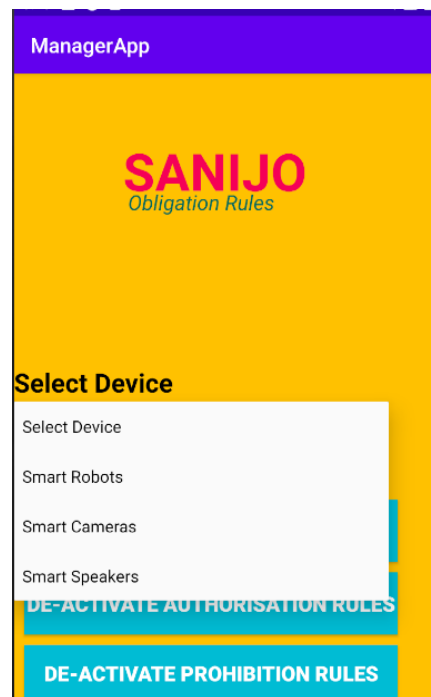 ManagerApp
SANIJO
Obligation Rules
Select Device
Select Device
Smart Robots
Smart Cameras
Smart Speakers
DE-ACTIVATE AUTHORISATION RULES
DE-ACTIVATE PROHIBITION RULES